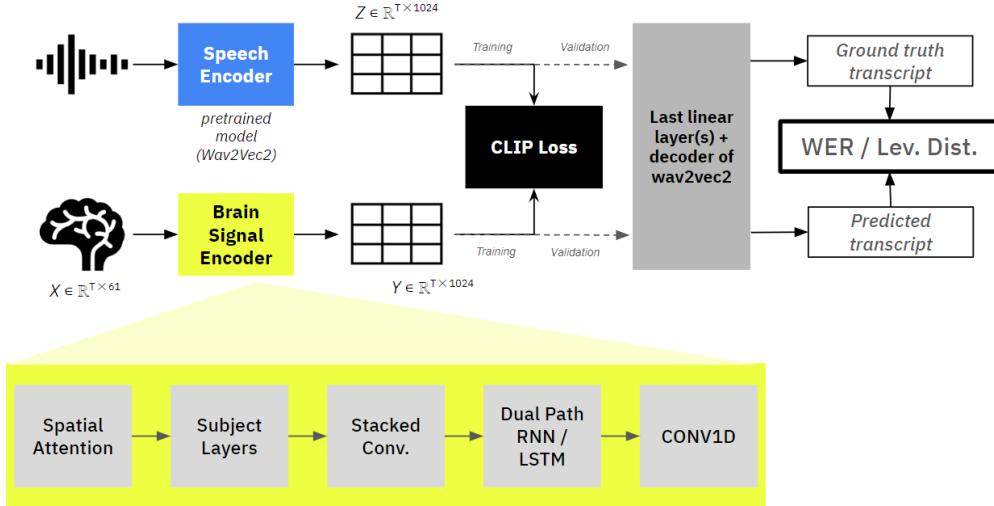 Z ∈ ℝ^T×1024
Speech
Encoder
Training
Validation
Ground truth
transcript
pretrained
model
(Wav2Vec2)
CLIP Loss
Last linear
layer(s) +
decoder of
wav2vec2
WER / Lev. Dist.
Brain
Signal
Encoder
Training
Validation
Predicted
transcript
X ∈ ℝ^T×61
Y ∈ ℝ^T×1024
Spatial
Attention
Subject
Layers
Stacked
Conv.
Dual Path
RNN /
LSTM
CONV1D